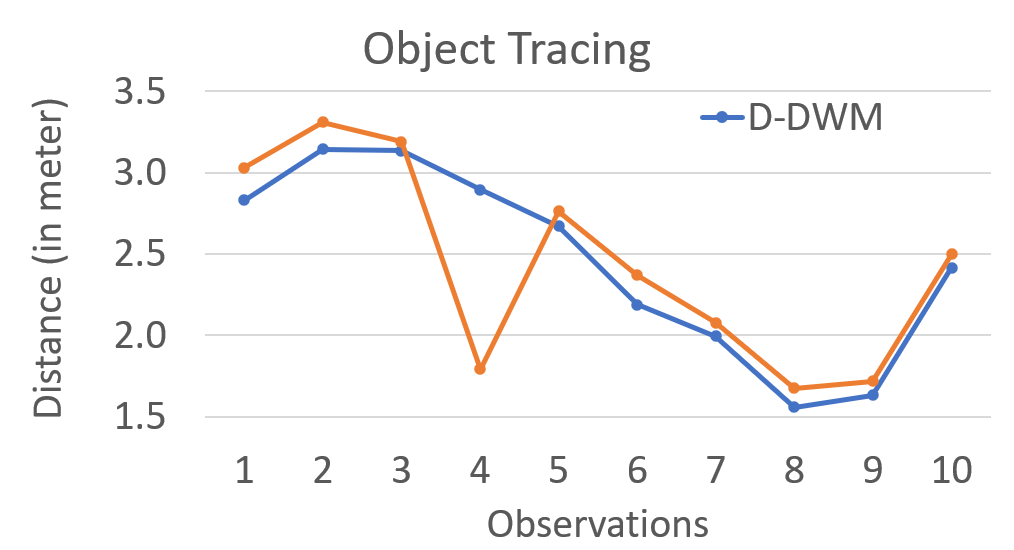 Object Tracing
D-DWM
Distance (in meter)
3.5
3.0
2.5
2.0
1.5
1 2 3 4 5 6 7 8 9 10
Observations